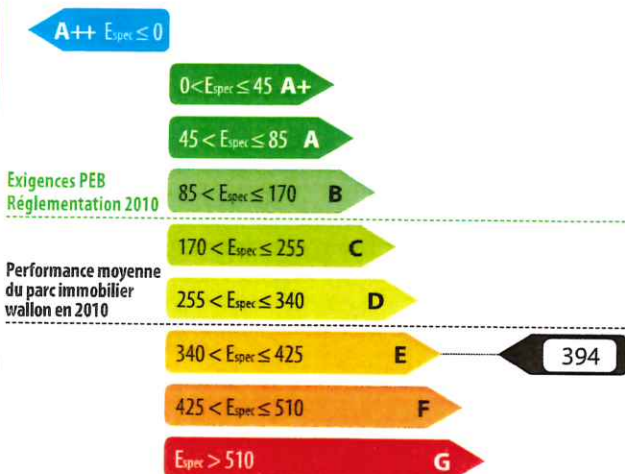 A++ Espec ≤ 0
0 < Espec ≤ 45 A+
45 < Espec ≤ 85 A
Exigences PEB
Réglementation 2010
85 < Espec ≤ 170 B
170 < Espec ≤ 255 C
Performance moyenne
du parc immobilier
wallon en 2010
255 < Espec ≤ 340 D
340 < Espec ≤ 425 E
394
425 < Espec ≤ 510 F
Espec > 510 G